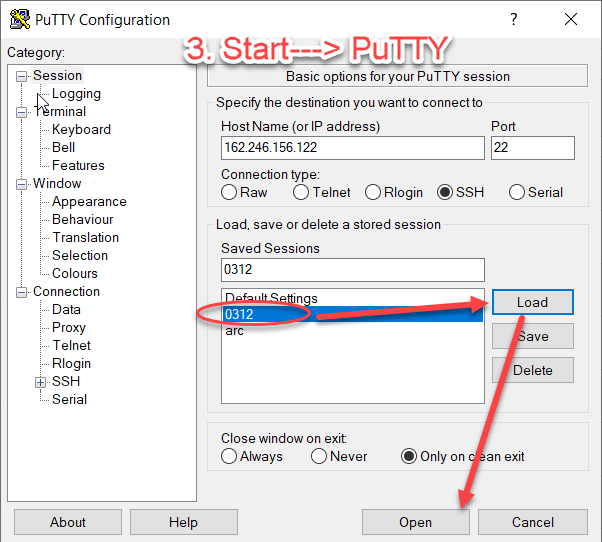 PuTTY Configuration
?
3. Start---> PuTTY
Category:
Session
Logging
Terminal
Keyboard
Bell
Features
Window
Appearance
Behaviour
Translation
Selection
Colours
Connection
Data
Proxy
Telnet
Rlogin
SSH
Serial
Basic options for your PuTTY session
Specify the destination you want to connect to
Host Name (or IP address) Port
162.246.156.122 22
Connection type:
Raw Telnet Rlogin SSH Serial
Load, save or delete a stored session
Saved Sessions
0312
Default Settings
0312
arc
Load
Save
Delete
Close window on exit:
Always Never Only on clean exit
About Help Open Cancel